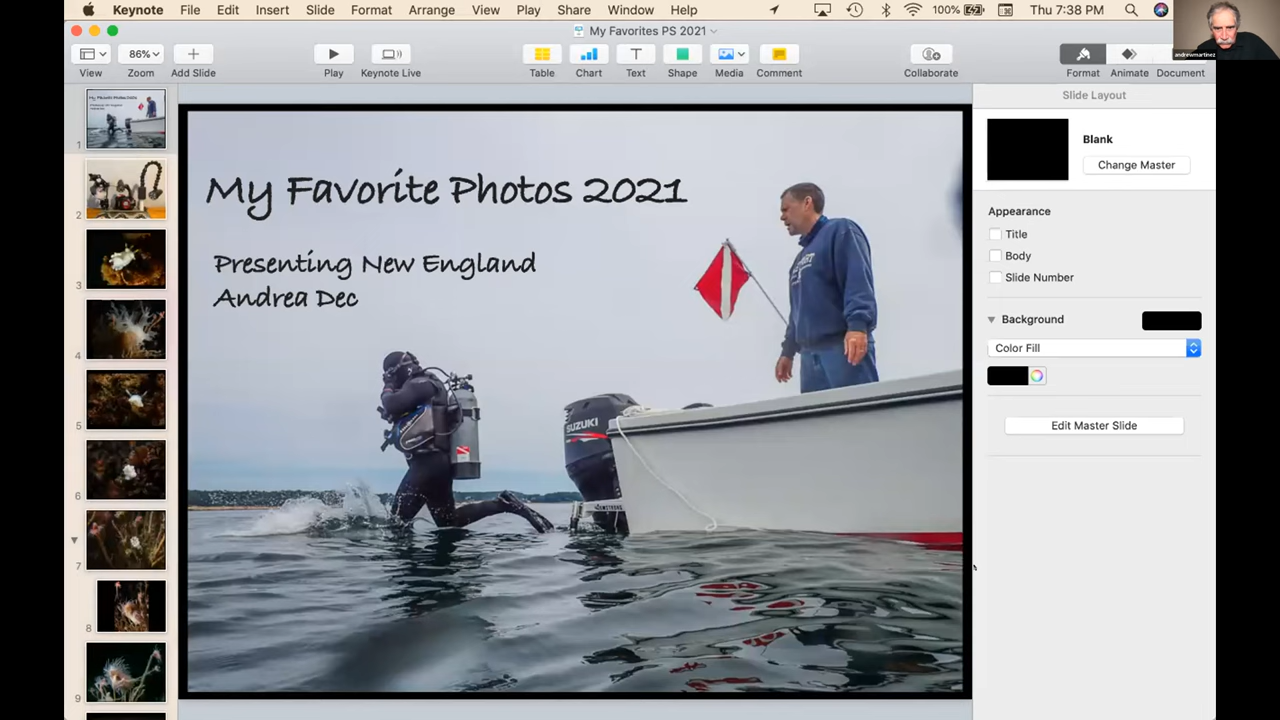 Keynote File Edit Insert Slide Format Arrange View Play Share Window Help 100% Thu 7:38 PM
My Favorites PS 2021
86%
View Zoom Add Slide Play Keynote Live Table Chart Text Shape Media Comment Collaborate Format Animate Document
andrewmartinez
Slide Layout
1
2
3
4
5
6
7
8
9
My Favorite Photos 2021
Presenting New England
Andrea Dec
SUZUKI
ARMSTRONG
Blank
Change Master
Appearance
Title
Body
Slide Number
Background
Color Fill
Edit Master Slide